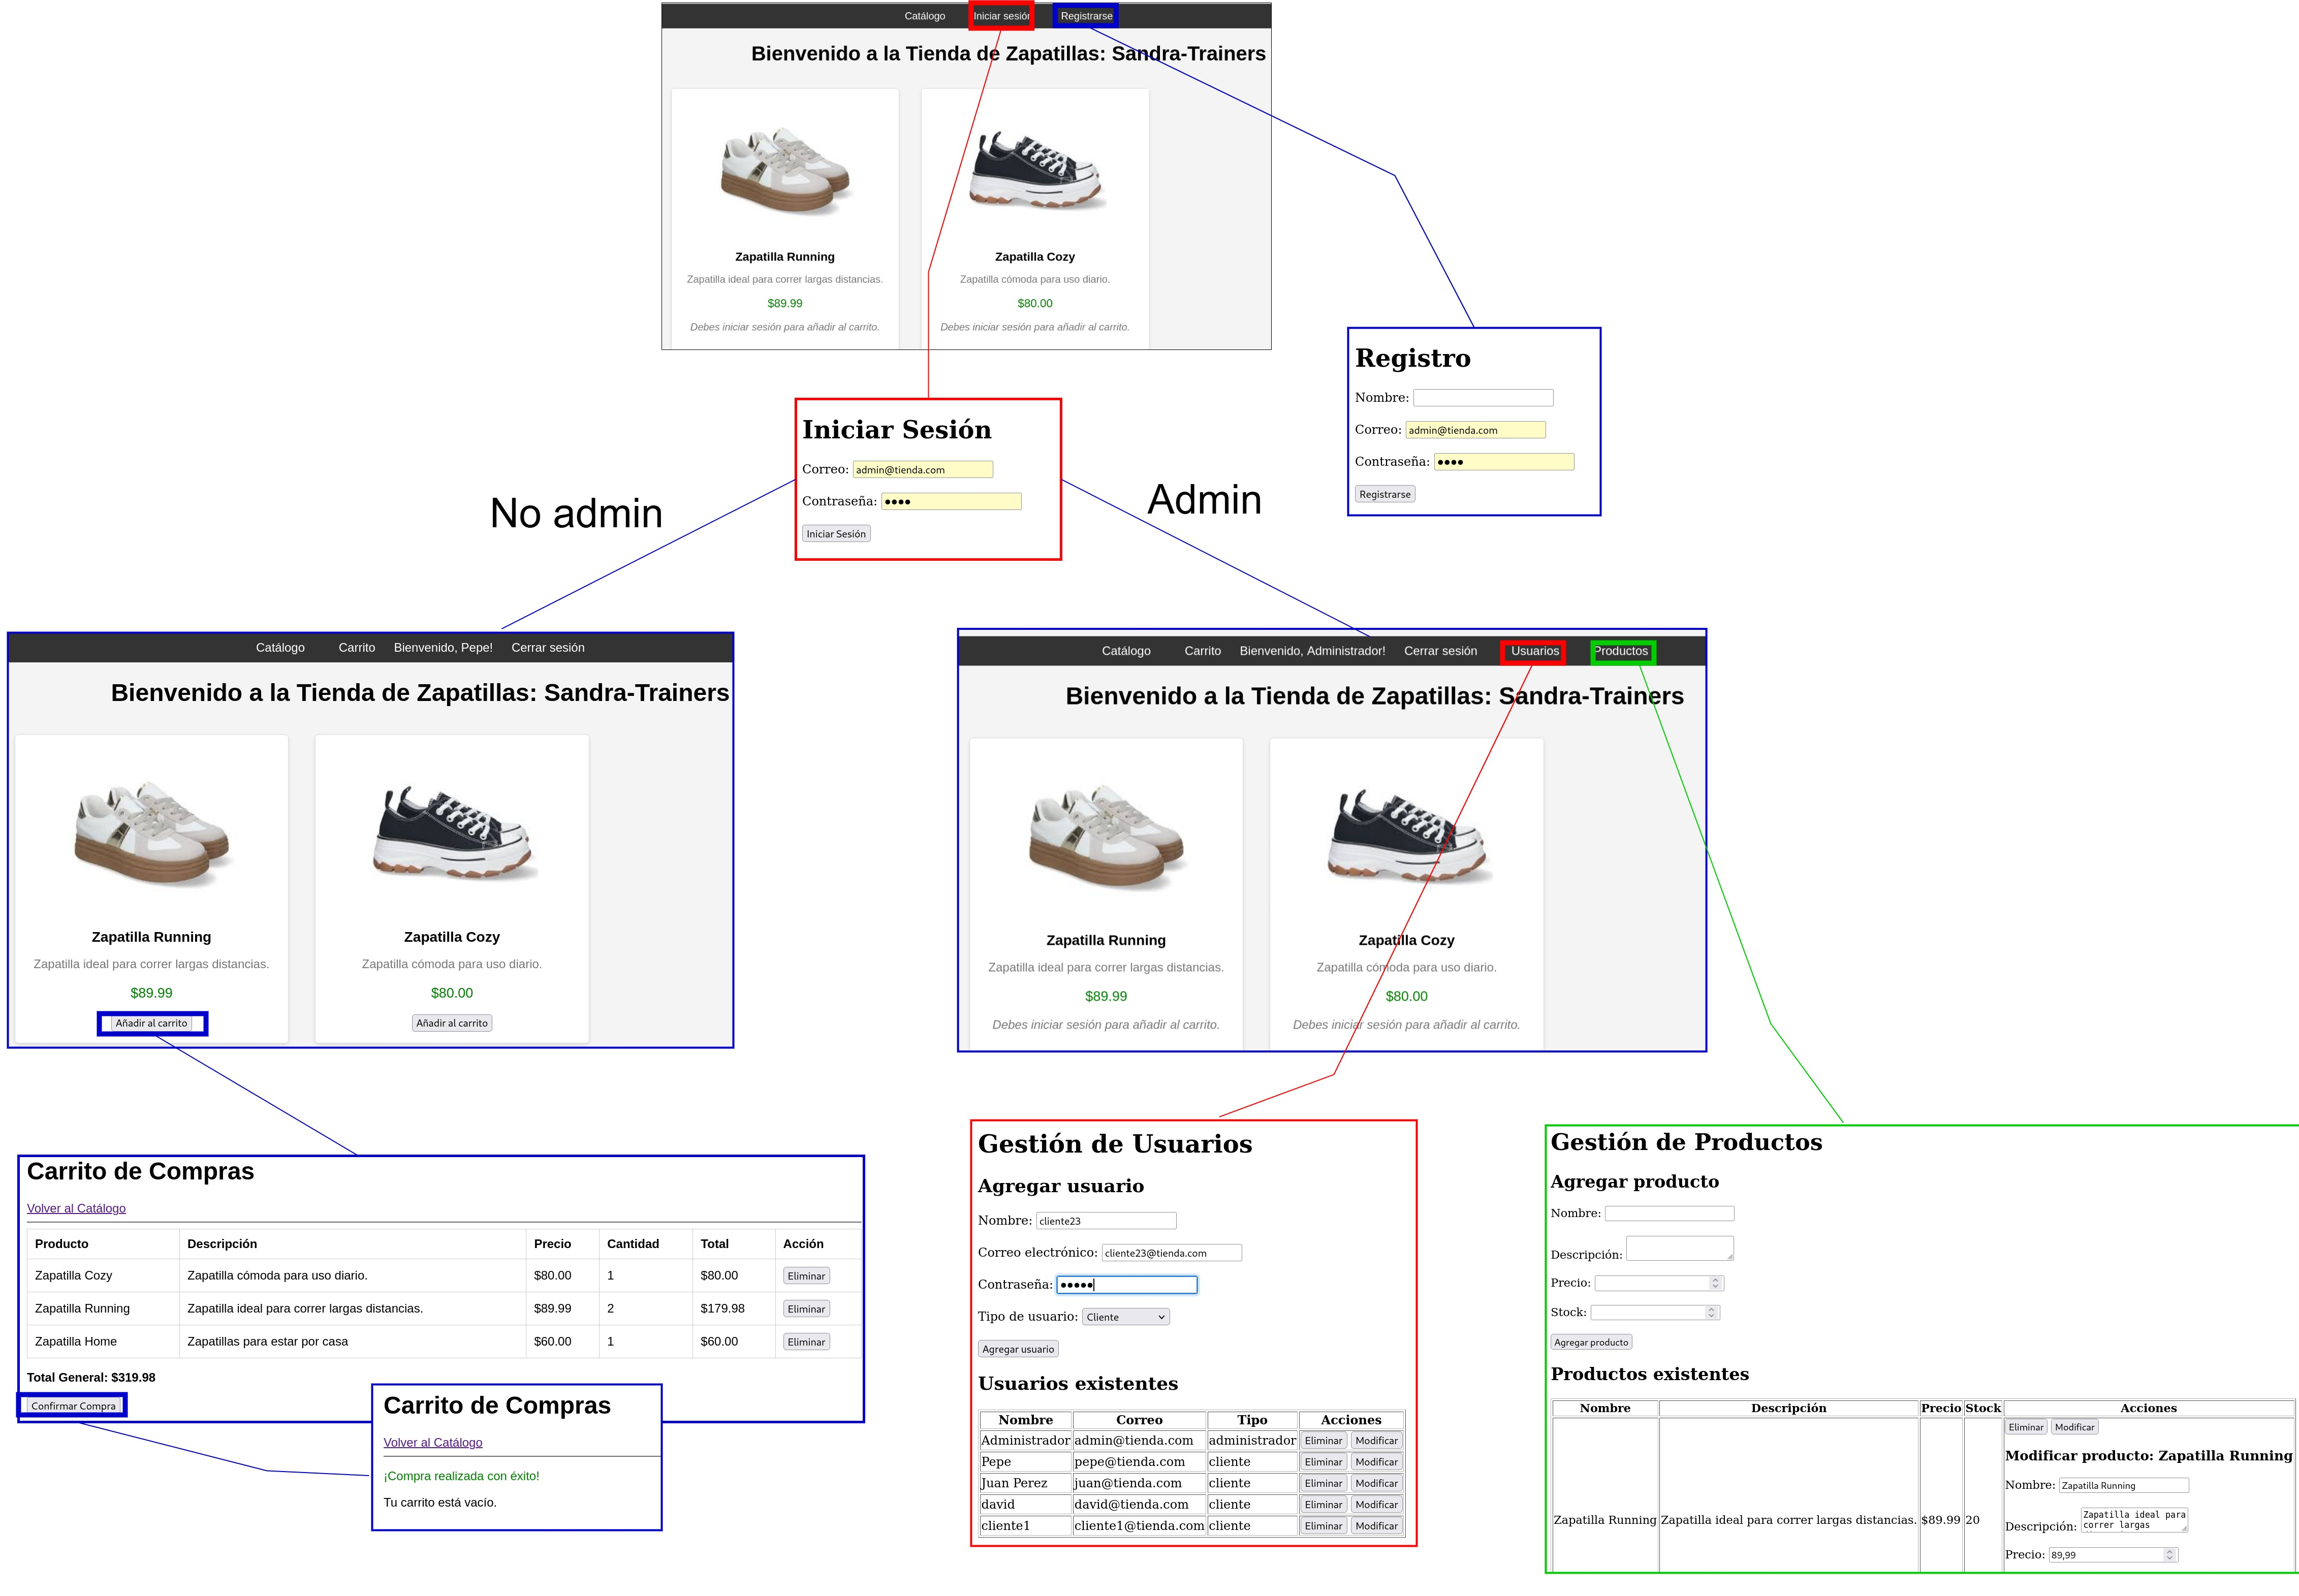 Catálogo Iniciar sesión Registrarse
Bienvenido a la Tienda de Zapatillas: Sandra-Trainers
Zapatilla Running
Zapatilla ideal para correr largas distancias.
$89.99
Debes iniciar sesión para añadir al carrito.
Zapatilla Cozy
Zapatilla cómoda para uso diario.
$80.00
Debes iniciar sesión para añadir al carrito.
Registro
Nombre:
Correo: admin@tienda.com
Contraseña: ●●●●
Registrarse
Iniciar Sesión
Correo: admin@tienda.com
Contraseña: ●●●●
Iniciar Sesión
No admin
Admin
Catálogo Carrito Bienvenido, Pepe! Cerrar sesión
Bienvenido a la Tienda de Zapatillas: Sandra-Trainers
Zapatilla Running
Zapatilla ideal para correr largas distancias.
$89.99
Añadir al carrito
Zapatilla Cozy
Zapatilla cómoda para uso diario.
$80.00
Añadir al carrito
Catálogo Carrito Bienvenido, Administrador! Cerrar sesión Usuarios Productos
Bienvenido a la Tienda de Zapatillas: Sandra-Trainers
Zapatilla Running
Zapatilla ideal para correr largas distancias.
$89.99
Debes iniciar sesión para añadir al carrito.
Zapatilla Cozy
Zapatilla cómoda para uso diario.
$80.00
Debes iniciar sesión para añadir al carrito.
Carrito de Compras
Volver al Catálogo
Producto Descripción Precio Cantidad Total Acción
Zapatilla Cozy Zapatilla cómoda para uso diario. $80.00 1 $80.00 Eliminar
Zapatilla Running Zapatilla ideal para correr largas distancias. $89.99 2 $179.98 Eliminar
Zapatilla Home Zapatillas para estar por casa $60.00 1 $60.00 Eliminar
Total General: $319.98
Confirmar Compra
Carrito de Compras
Volver al Catálogo
¡Compra realizada con éxito!
Tu carrito está vacío.
Gestión de Usuarios
Agregar usuario
Nombre: cliente23
Correo electrónico: cliente23@tienda.com
Contraseña: ●●●●●
Tipo de usuario: Cliente
Agregar usuario
Usuarios existentes
Nombre Correo Tipo Acciones
Administrador admin@tienda.com administrador Eliminar Modificar
Pepe pepe@tienda.com cliente Eliminar Modificar
Juan Perez juan@tienda.com cliente Eliminar Modificar
david david@tienda.com cliente Eliminar Modificar
cliente1 cliente1@tienda.com cliente Eliminar Modificar
Gestión de Productos
Agregar producto
Nombre:
Descripción:
Precio:
Stock:
Agregar producto
Productos existentes
Nombre Descripción Precio Stock Acciones
Eliminar Modificar
Modificar producto: Zapatilla Running
Nombre: Zapatilla Running
Zapatilla Running Zapatilla ideal para correr largas distancias. $89.99 20
Descripción: Zapatilla ideal para
correr largas
Precio: 89,99